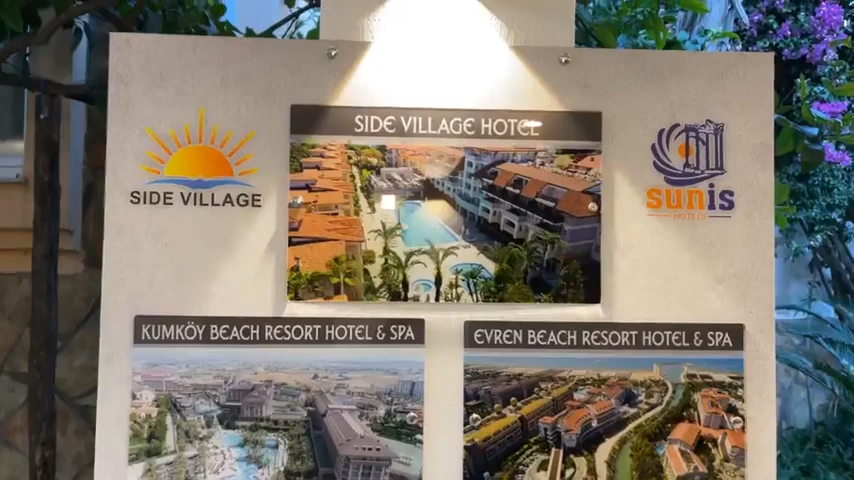 SIDE VILLAGE HOTEL
SIDE VILLAGE
sunis
HOTELS
KUMKÖY BEACH RESORT HOTEL & SPA
EVREN BEACH RESORT HOTEL & SPA